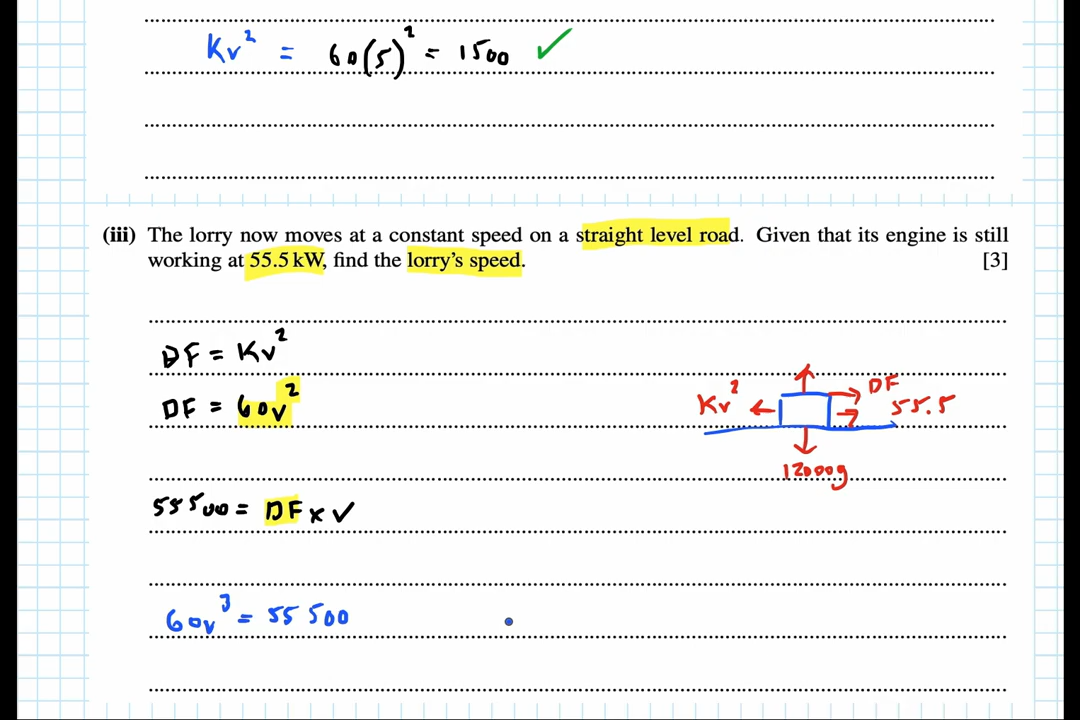 Kv² = 60(5)² = 1500 ✓
(iii) The lorry now moves at a constant speed on a straight level road. Given that its engine is still
working at 55.5 kW, find the lorry's speed. [3]
DF = Kv²
DF = 60v²
Kv² DF
55.5
12000g
55500 = DF × v
60v³ = 55 500